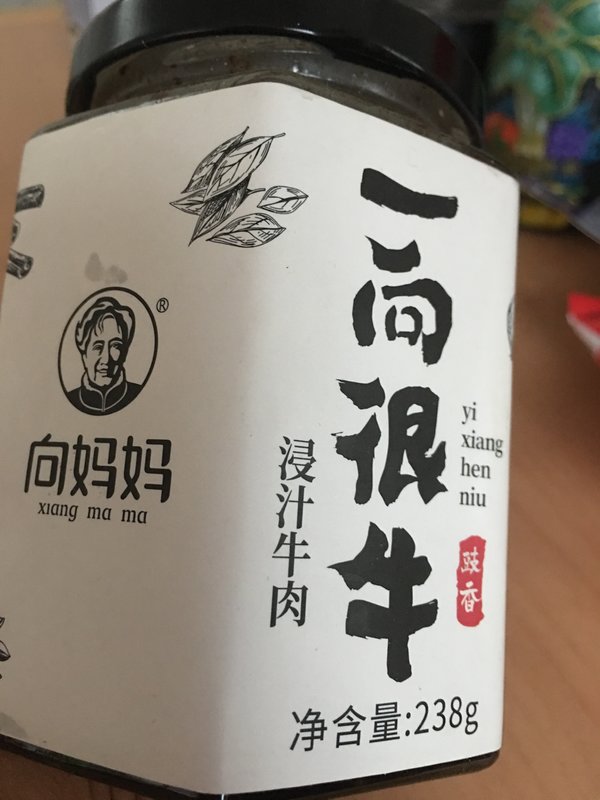 ®
向妈妈
xiang ma ma
一向很牛
yi
xiang
hen
niu
豉香
浸汁牛肉
净含量:238g